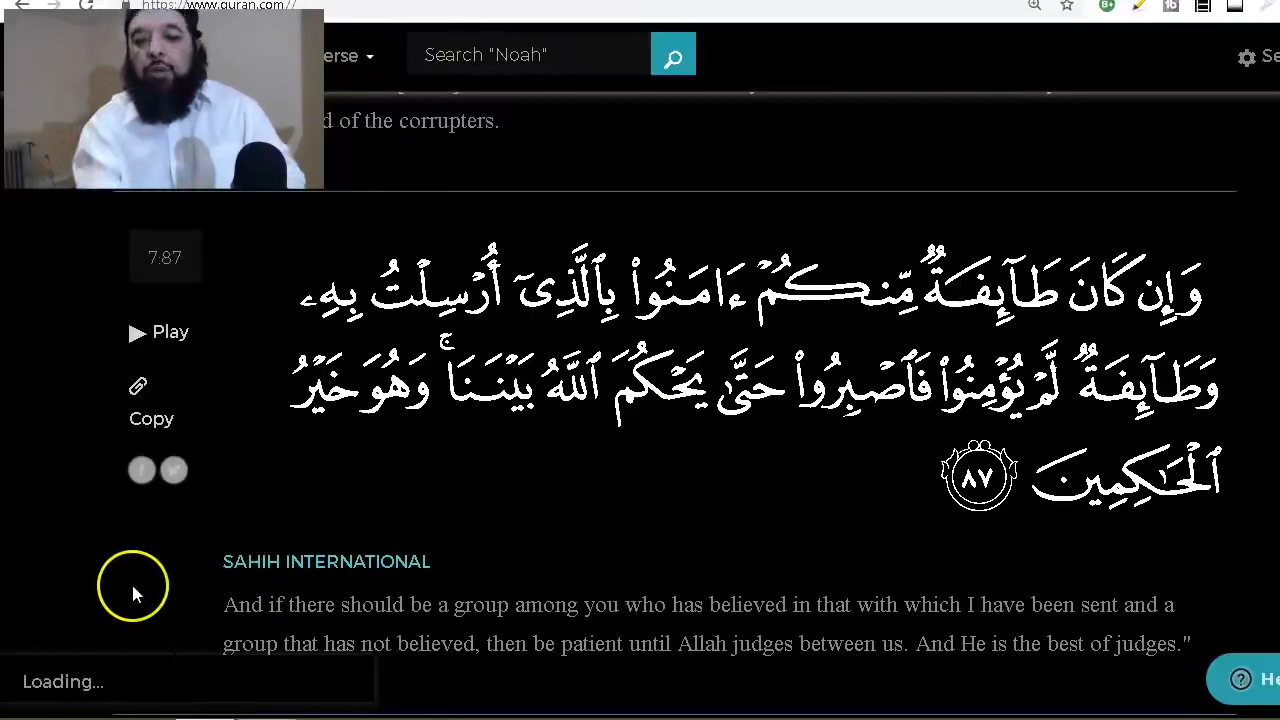 https://www.quran.com//
erse
Search "Noah"
Se
d of the corrupters.
7:87
وَإِن كَانَ طَآئِفَةٌ مِّنكُمْ ءَامَنُوا۟ بِٱلَّذِىٓ أُرْسِلْتُ بِهِۦ
وَطَآئِفَةٌ لَّمْ يُؤْمِنُوا۟ فَٱصْبِرُوا۟ حَتَّىٰ يَحْكُمَ ٱللَّهُ بَيْنَنَا ۚ وَهُوَ خَيْرُ
ٱلْحَـٰكِمِينَ ٨٧
Play
Copy
SAHIH INTERNATIONAL
And if there should be a group among you who has believed in that with which I have been sent and a
group that has not believed, then be patient until Allah judges between us. And He is the best of judges."
Loading...
He